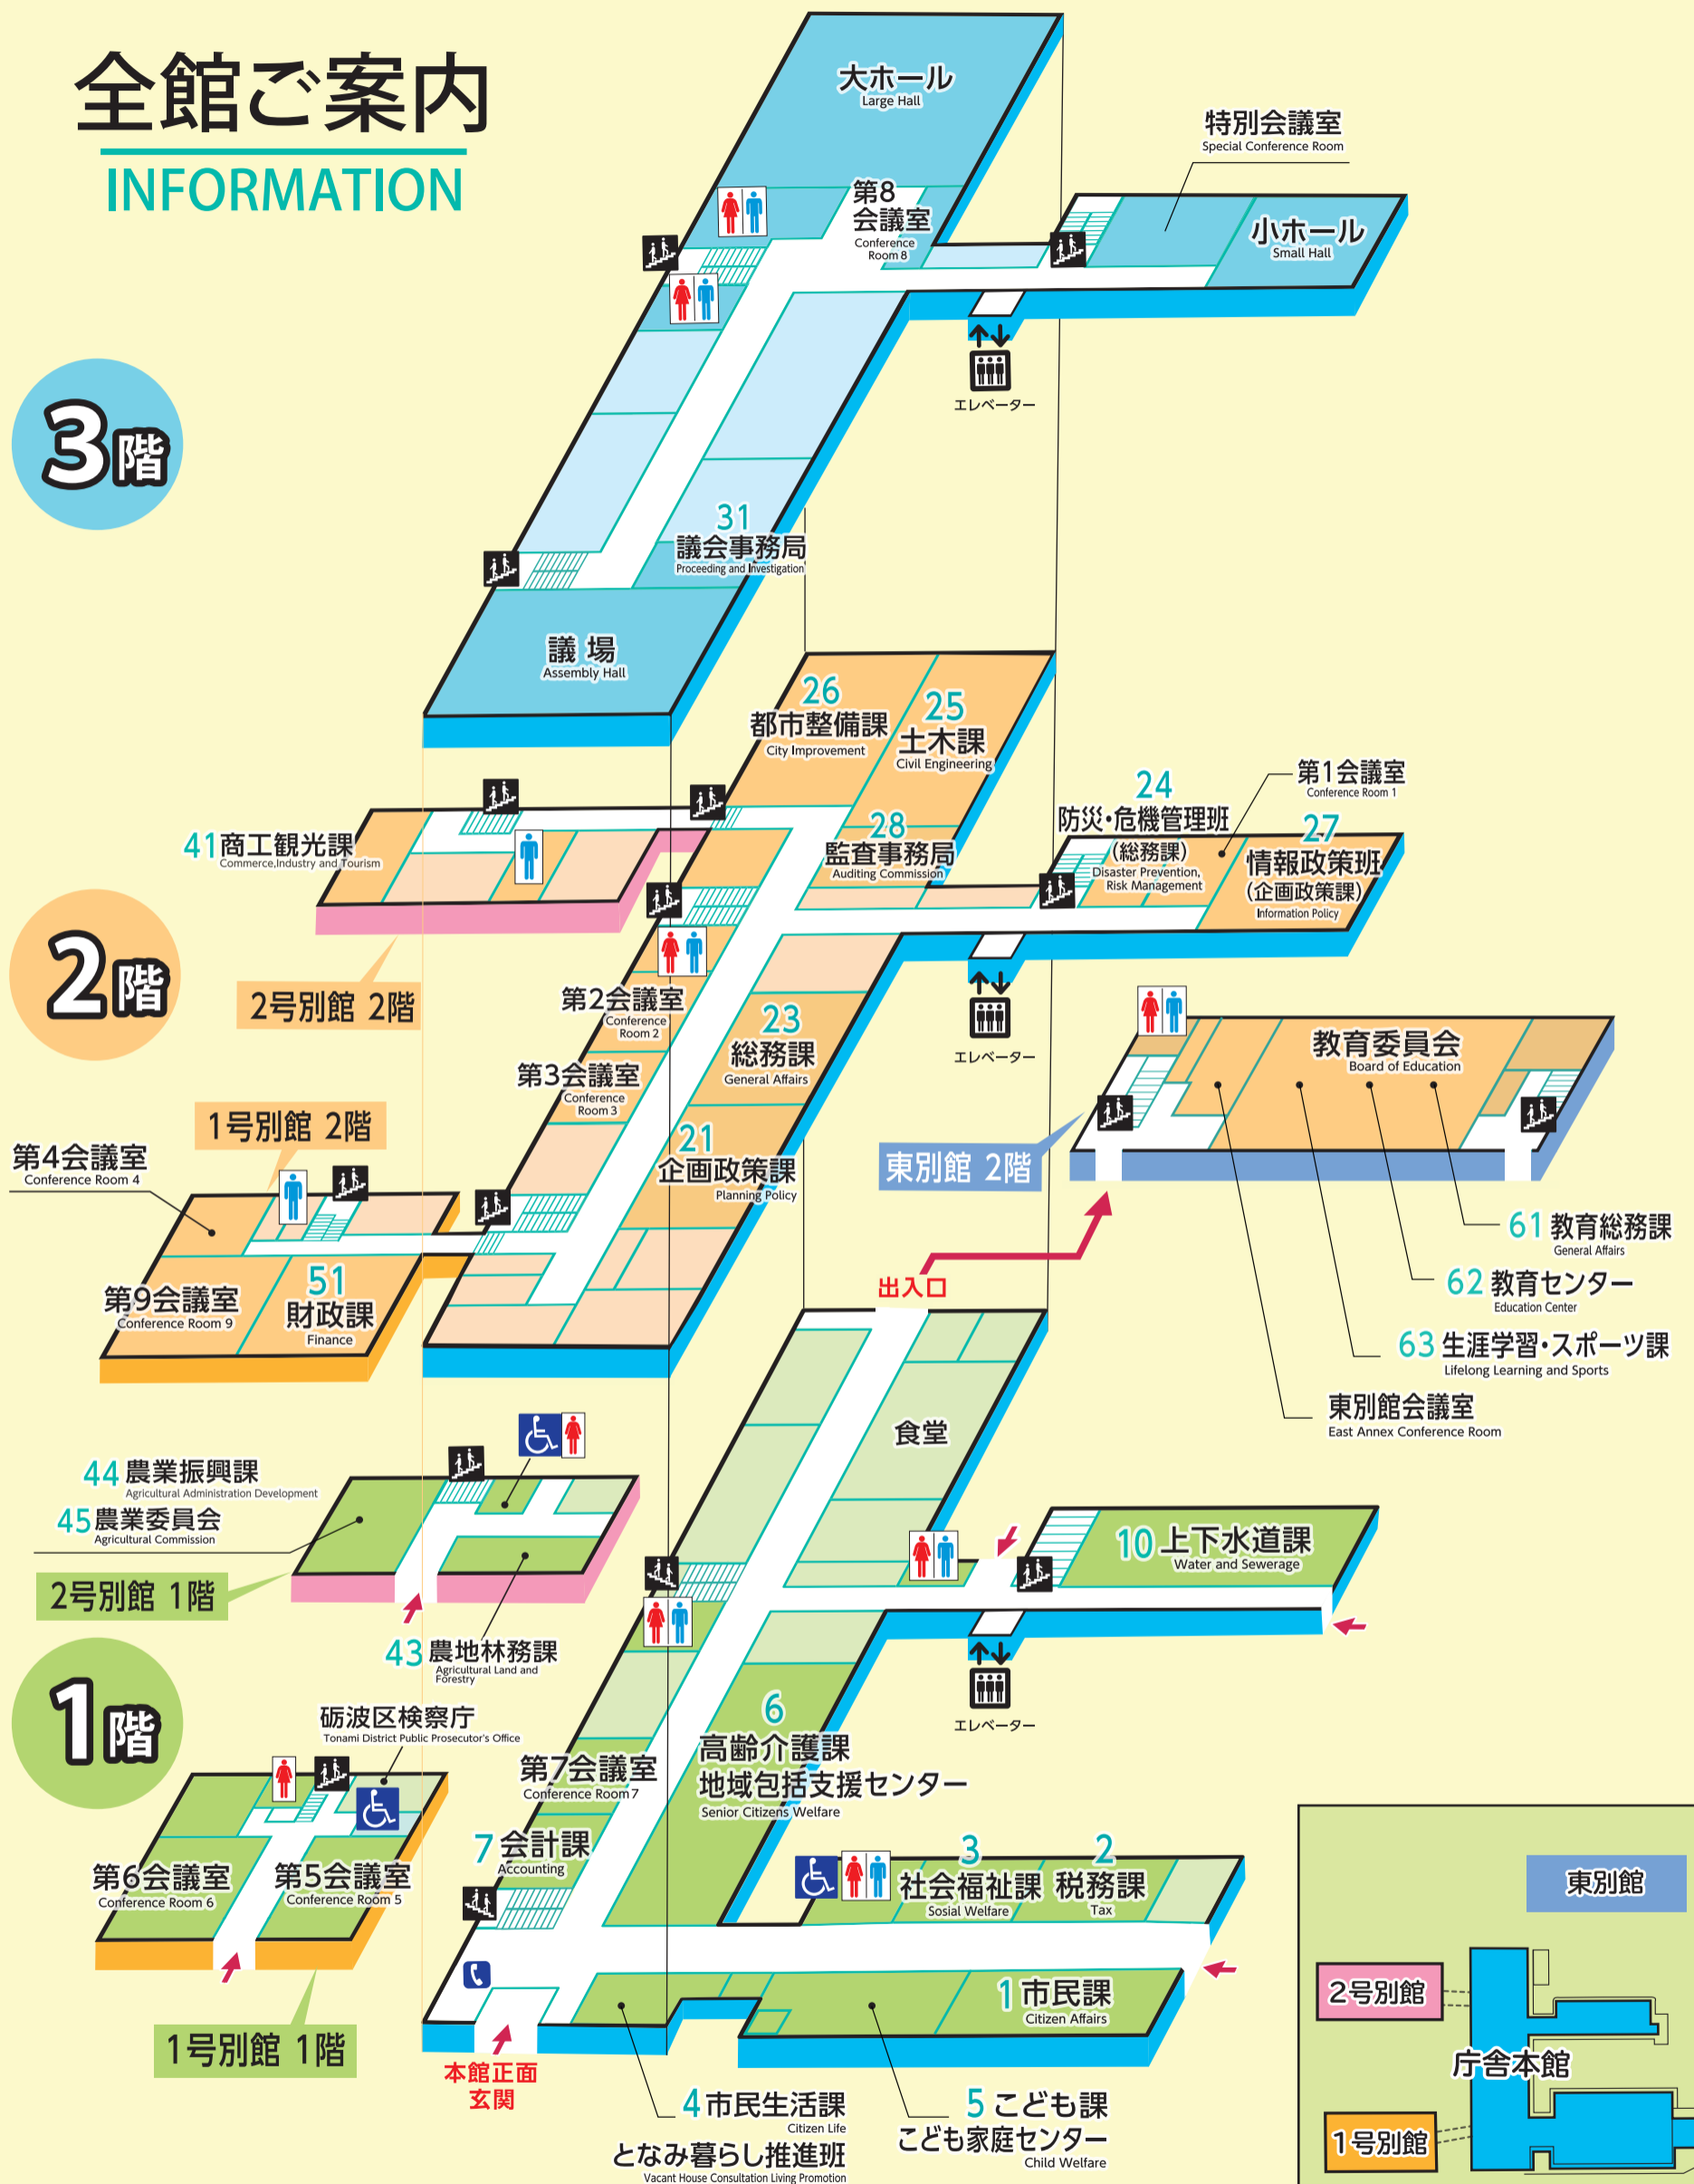 全館ご案内
INFORMATION
3階
大ホール
Large Hall
特別会議室
Special Conference Room
第8
会議室
Conference
Room 8
小ホール
Small Hall
エレベーター
31
議会事務局
Proceeding and Investigation
議 場
Assembly Hall
2階
26
都市整備課
City Improvement
25
土木課
Civil Engineering
28
監査事務局
Auditing Commission
24
防災・危機管理班
(総務課)
Disaster Prevention,
Risk Management
第1会議室
Conference Room 1
27
情報政策班
(企画政策課)
Information Policy
エレベーター
41 商工観光課
Commerce,Industry and Tourism
2号別館 2階
第2会議室
Conference
Room 2
23
総務課
General Affairs
第3会議室
Conference
Room 3
21
企画政策課
Planning Policy
1号別館 2階
第4会議室
Conference Room 4
第9会議室
Conference Room 9
51
財政課
Finance
教育委員会
Board of Education
東別館 2階
61 教育総務課
General Affairs
62 教育センター
Education Center
63 生涯学習・スポーツ課
Lifelong Learning and Sports
東別館会議室
East Annex Conference Room
出入口
1階
食堂
10 上下水道課
Water and Sewerage
エレベーター
44 農業振興課
Agricultural Administration Development
45 農業委員会
Agricultural Commission
2号別館 1階
43 農地林務課
Agricultural Land and
Forestry
砺波区検察庁
Tonami District Public Prosecutor's Office
第6会議室
Conference Room 6
第5会議室
Conference Room 5
1号別館 1階
第7会議室
Conference Room 7
6
高齢介護課
地域包括支援センター
Senior Citizens Welfare
7 会計課
Accounting
3
社会福祉課
Sosial Welfare
2
税務課
Tax
1 市民課
Citizen Affairs
本館正面
玄関
4 市民生活課
Citizen Life
となみ暮らし推進班
Vacant House Consultation Living Promotion
5 こども課
こども家庭センター
Child Welfare
東別館
2号別館
庁舎本館
1号別館